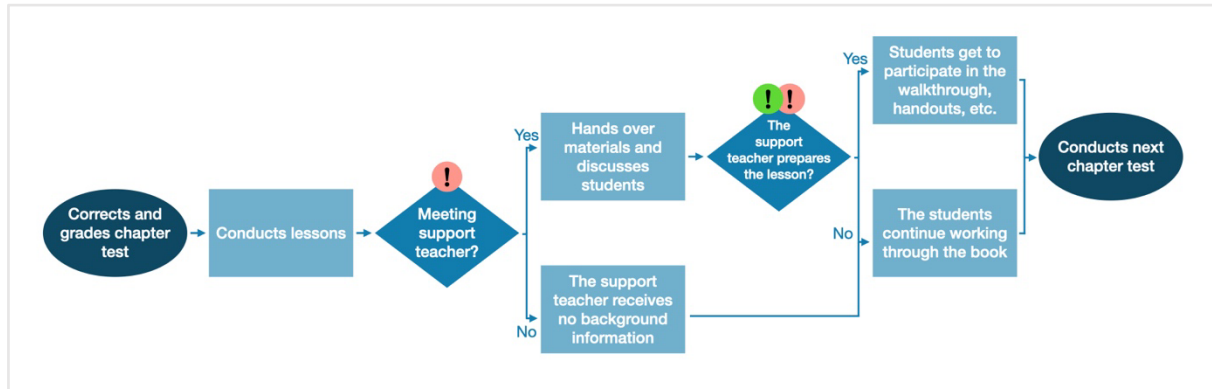 Corrects and
grades chapter
test
Conducts lessons
!
Meeting
support
teacher?
Yes
No
Hands over
materials and
discusses
students
The support
teacher receives
no background
information
! !
The
support
teacher prepares
the lesson?
Yes
No
Students get to
participate in the
walkthrough,
handouts, etc.
The students
continue working
through the book
Conducts next
chapter test